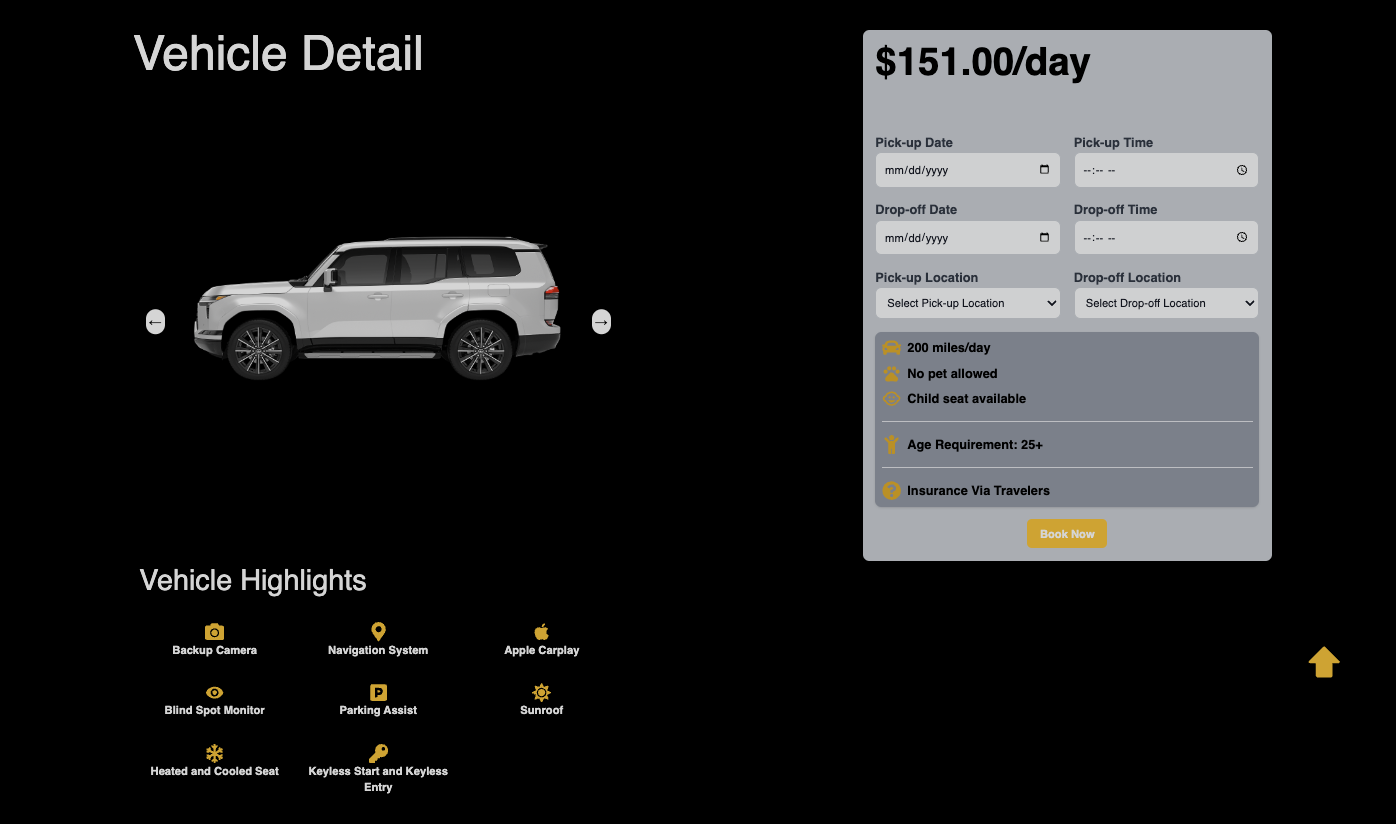 Vehicle Detail
←
→
$151.00/day
Pick-up Date
Pick-up Time
mm/dd/yyyy
--:-- --
Drop-off Date
Drop-off Time
mm/dd/yyyy
--:-- --
Pick-up Location
Drop-off Location
Select Pick-up Location
Select Drop-off Location
200 miles/day
No pet allowed
Child seat available
Age Requirement: 25+
Insurance Via Travelers
Book Now
Vehicle Highlights
Backup Camera
Navigation System
Apple Carplay
Blind Spot Monitor
Parking Assist
Sunroof
Heated and Cooled Seat
Keyless Start and Keyless
Entry